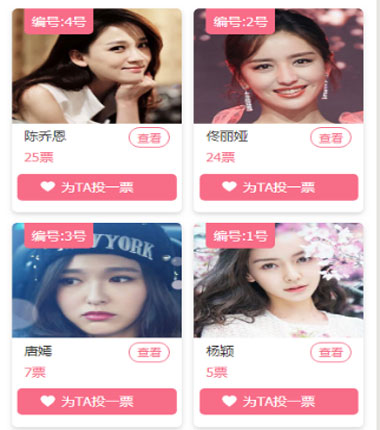 编号:4号
编号:2号
陈乔恩
查看
佟丽娅
查看
25票
24票
为TA投一票
为TA投一票
编号:3号
编号:1号
YORK
唐嫣
查看
杨颖
查看
7票
5票
为TA投一票
为TA投一票